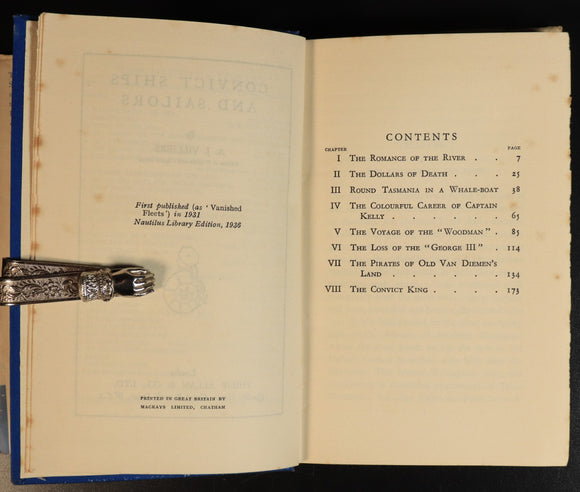 First published (as ‘Vanished
Fleets’) in 1931
Nautilus Library Edition, 1936
PRINTED IN GREAT BRITAIN BY
MACKAYS LIMITED, CHATHAM
CONTENTS
CHAPTER PAGE
I THE ROMANCE OF THE RIVER . . 7
II THE DOLLARS OF DEATH . . . 25
III ROUND TASMANIA IN A WHALE-BOAT 38
IV THE COLOURFUL CAREER OF CAPTAIN
KELLY . . . . . . 65
V THE VOYAGE OF THE “WOODMAN” . 85
VI THE LOSS OF THE “GEORGE III” . 114
VII THE PIRATES OF OLD VAN DIEMEN'S
LAND . . . . . . 134
VIII THE CONVICT KING . . . . 173